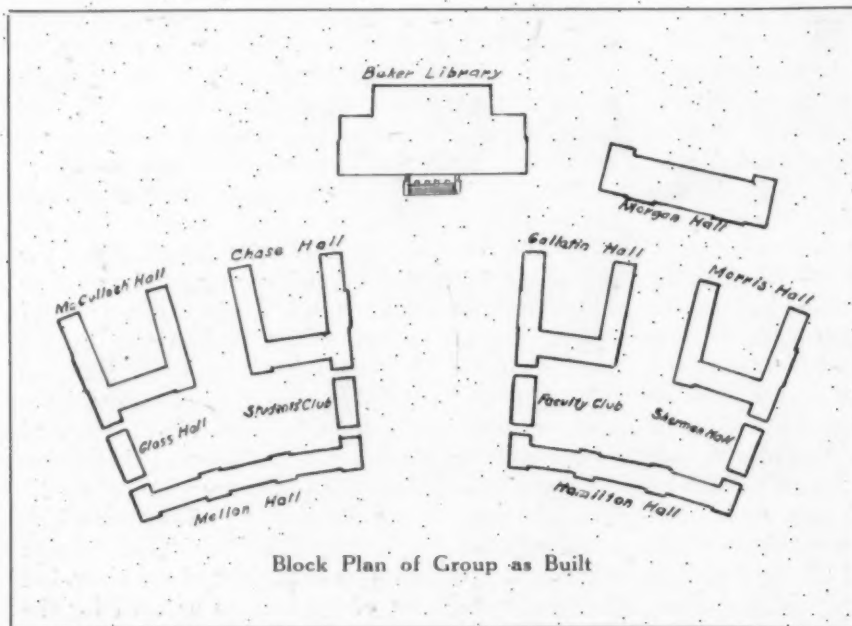 Baker Library
Morgan Hall
McCulloch Hall
Chase Hall
Gallatin Hall
Morris Hall
Glass Hall
Students' Club
Faculty Club
Sherman Hall
Mellon Hall
Hamilton Hall
Block Plan of Group as Built